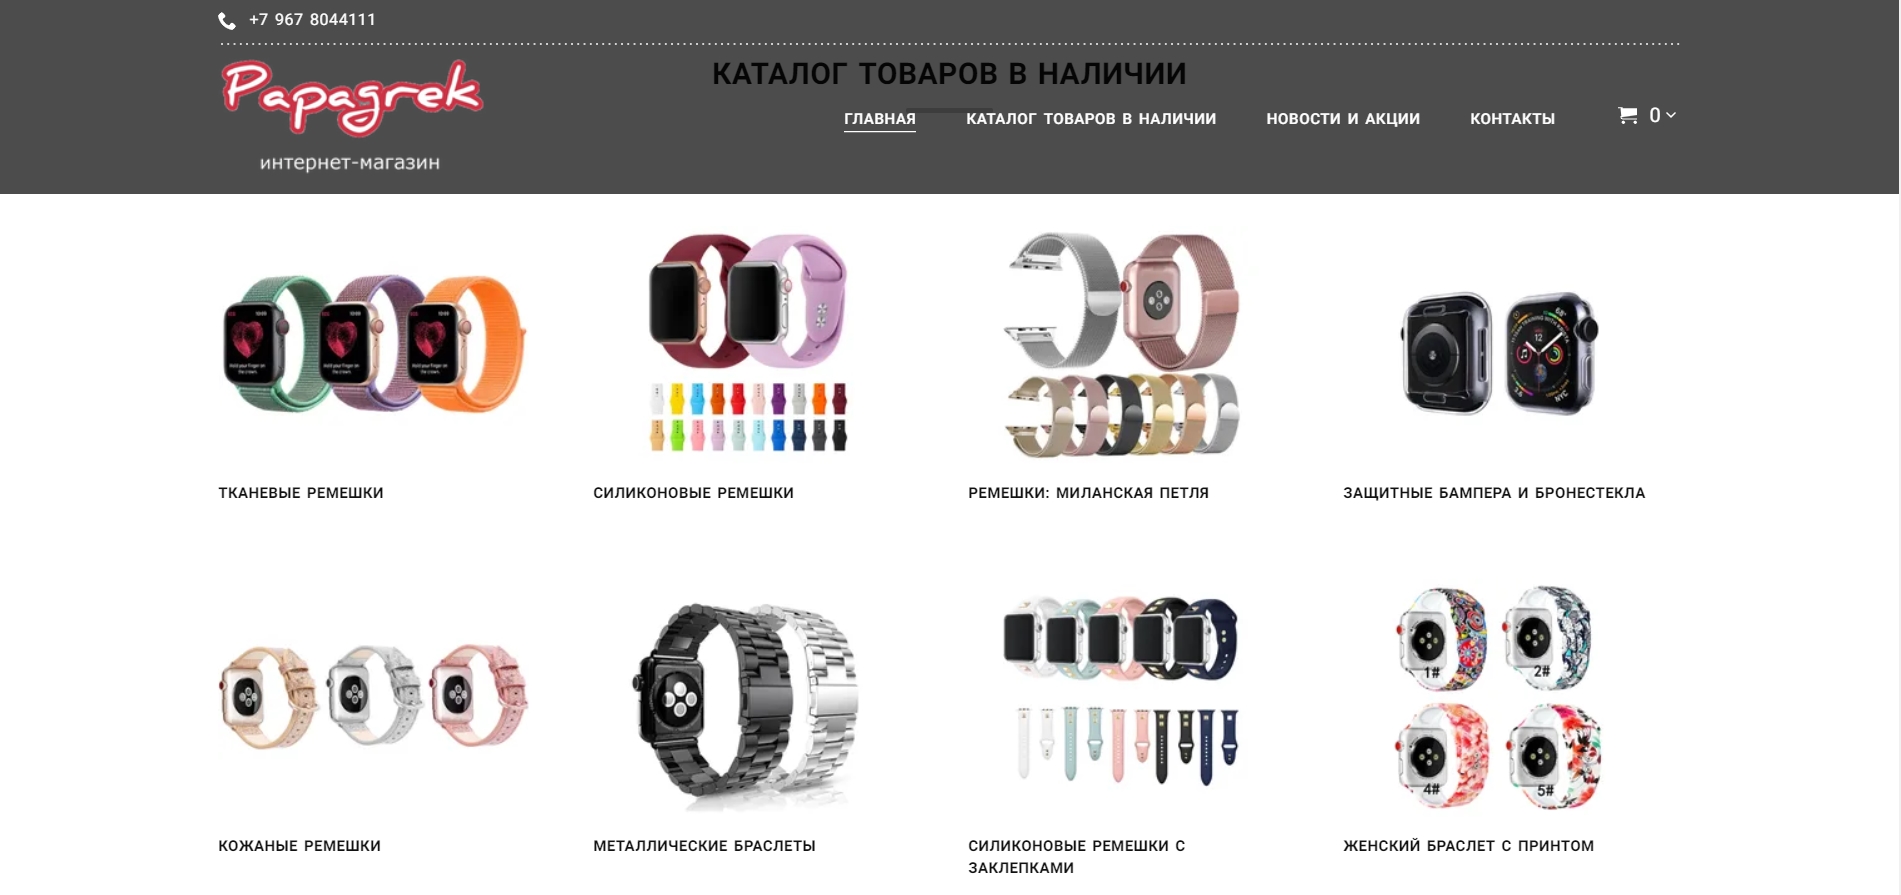 +7 967 8044111
Papagrek
интернет-магазин
КАТАЛОГ ТОВАРОВ В НАЛИЧИИ
ГЛАВНАЯ
КАТАЛОГ ТОВАРОВ В НАЛИЧИИ
НОВОСТИ И АКЦИИ
КОНТАКТЫ
0
ТКАНЕВЫЕ РЕМЕШКИ
СИЛИКОНОВЫЕ РЕМЕШКИ
РЕМЕШКИ: МИЛАНСКАЯ ПЕТЛЯ
12
NYC
ЗАЩИТНЫЕ БАМПЕРА И БРОНЕСТЕКЛА
КОЖАНЫЕ РЕМЕШКИ
МЕТАЛЛИЧЕСКИЕ БРАСЛЕТЫ
СИЛИКОНОВЫЕ РЕМЕШКИ С
ЗАКЛЕПКАМИ
1#
2#
4#
5#
ЖЕНСКИЙ БРАСЛЕТ С ПРИНТОМ